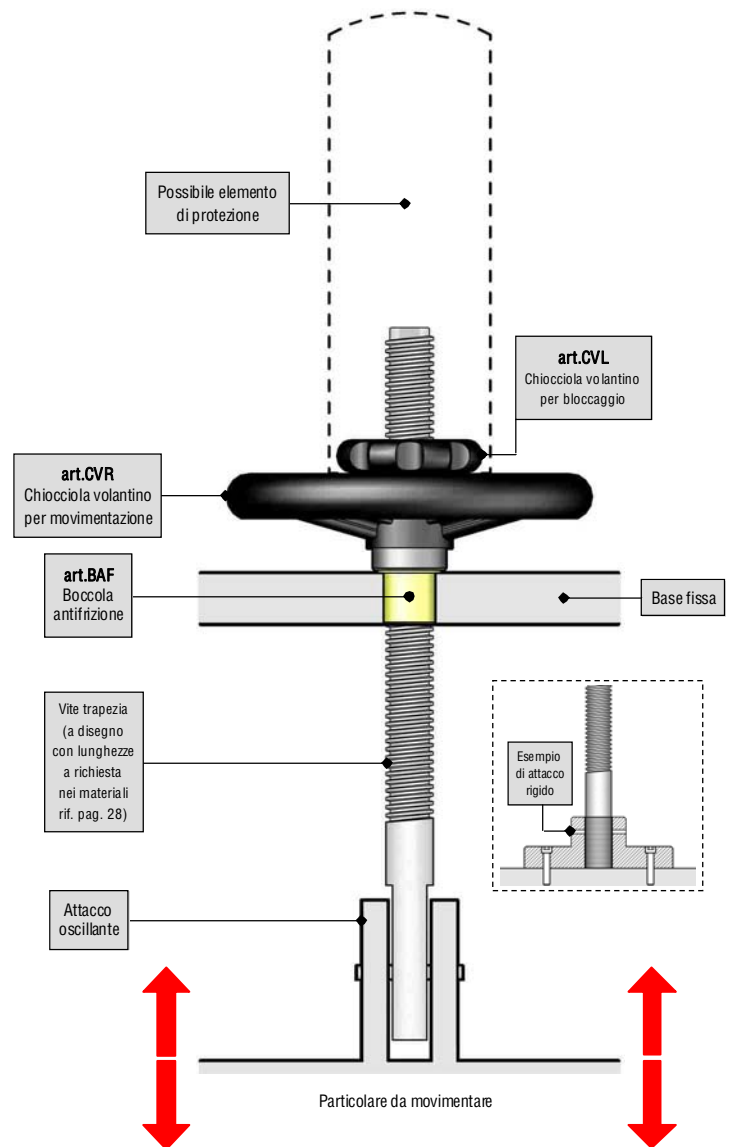 Possibile elemento
di protezione
art.CVL
Chiocciola volantino
per bloccaggio
art.CVR
Chiocciola volantino
per movimentazione
art.BAF
Boccola
antifrizione
Base fissa
Vite trapezia
(a disegno
con lunghezze
a richiesta
nei materiali
rif. pag. 28)
Esempio
di attacco
rigido
Attacco
oscillante
Particolare da movimentare